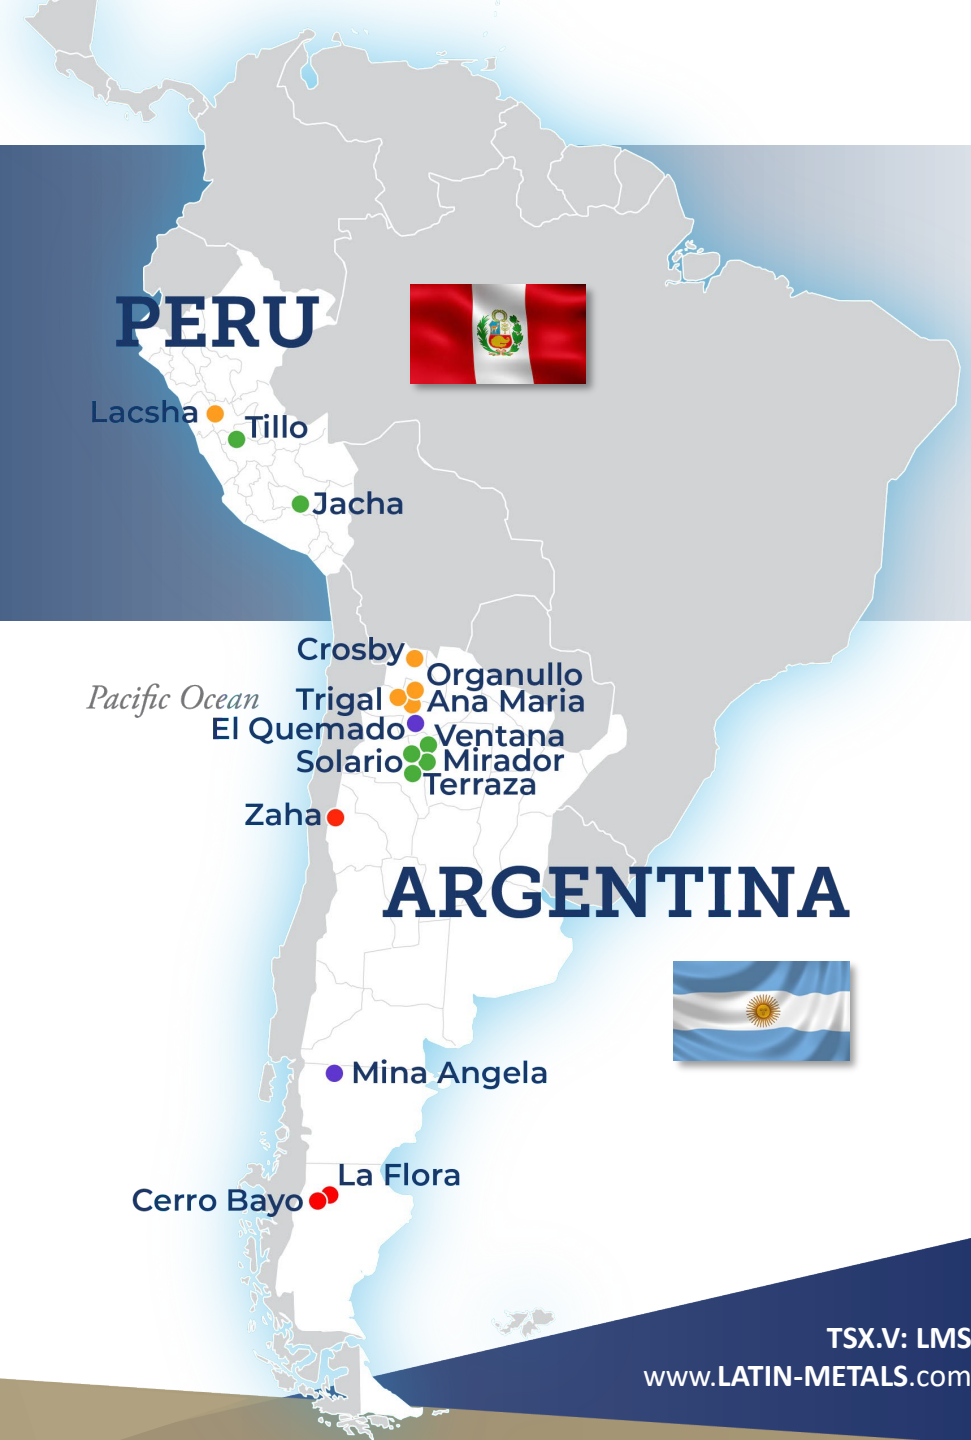 PERU
Lacsha
Tillo
Jacha
Crosby
Organullo
Trigal
Ana Maria
El Quemado
Ventana
Solario
Mirador
Terraza
Pacific Ocean
Zaha
ARGENTINA
Mina Angela
La Flora
Cerro Bayo
TSX.V: LMS
www.LATIN-METALS.com